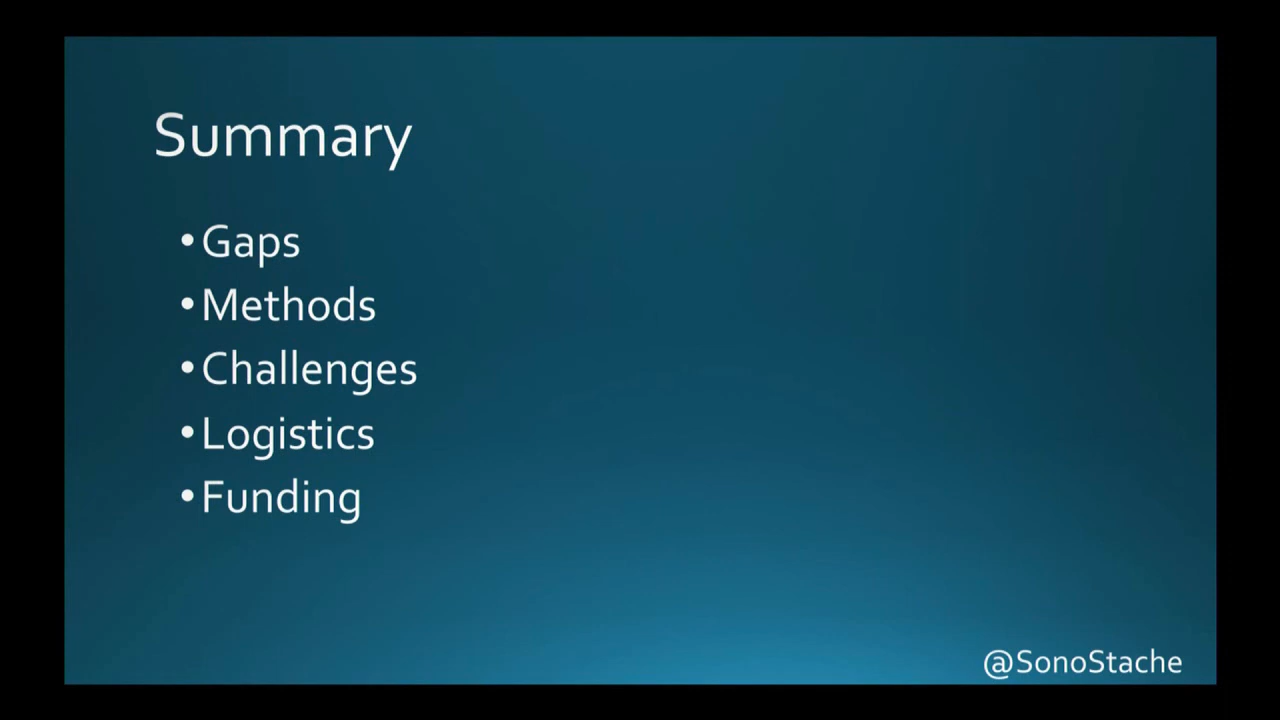 Summary
•Gaps
•Methods
•Challenges
•Logistics
•Funding
@SonoStache